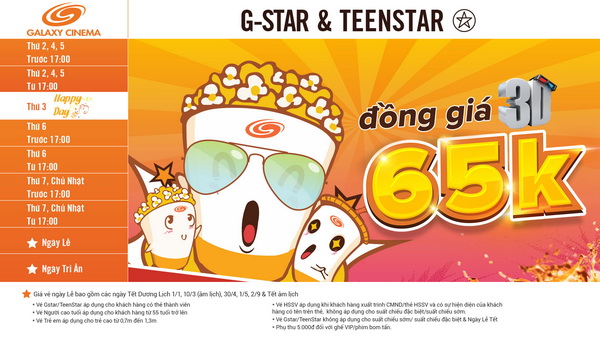 GALAXY CINEMA
G-STAR & TEENSTAR
Thứ 2, 4, 5
Trước 17:00
Thứ 2, 4, 5
Từ 17:00
Thứ 3 Happy Day
Thứ 6
Trước 17:00
Thứ 6
Từ 17:00
Thứ 7, Chủ Nhật
Trước 17:00
Thứ 7, Chủ Nhật
Từ 17:00
Ngày Lễ
Ngày Tri Ân
đồng giá 3D
65k
Giá vé ngày Lễ bao gồm các ngày Tết Dương Lịch 1/1, 10/3 (âm lịch), 30/4, 1/5, 2/9 & Tết âm lịch
• Vé Gstar/TeenStar áp dụng cho khách hàng có thẻ thành viên
• Vé Người cao tuổi áp dụng cho khách hàng từ 55 tuổi trở lên
• Vé Trẻ em áp dụng cho trẻ cao từ 0,7m đến 1,3m
• Vé HSSV áp dụng khi khách hàng xuất trình CMND/thẻ HSSV và có sự hiện diện của khách
hàng có tên trên thẻ, không áp dụng cho suất chiếu đặc biệt/suất chiếu sớm.
• Vé Gstar/TeenStar không áp dụng cho suất chiếu sớm/ suất chiếu đặc biệt & Ngày Lễ Tết
• Phụ thu 5.000đ đối với ghế VIP/phim bom tấn.